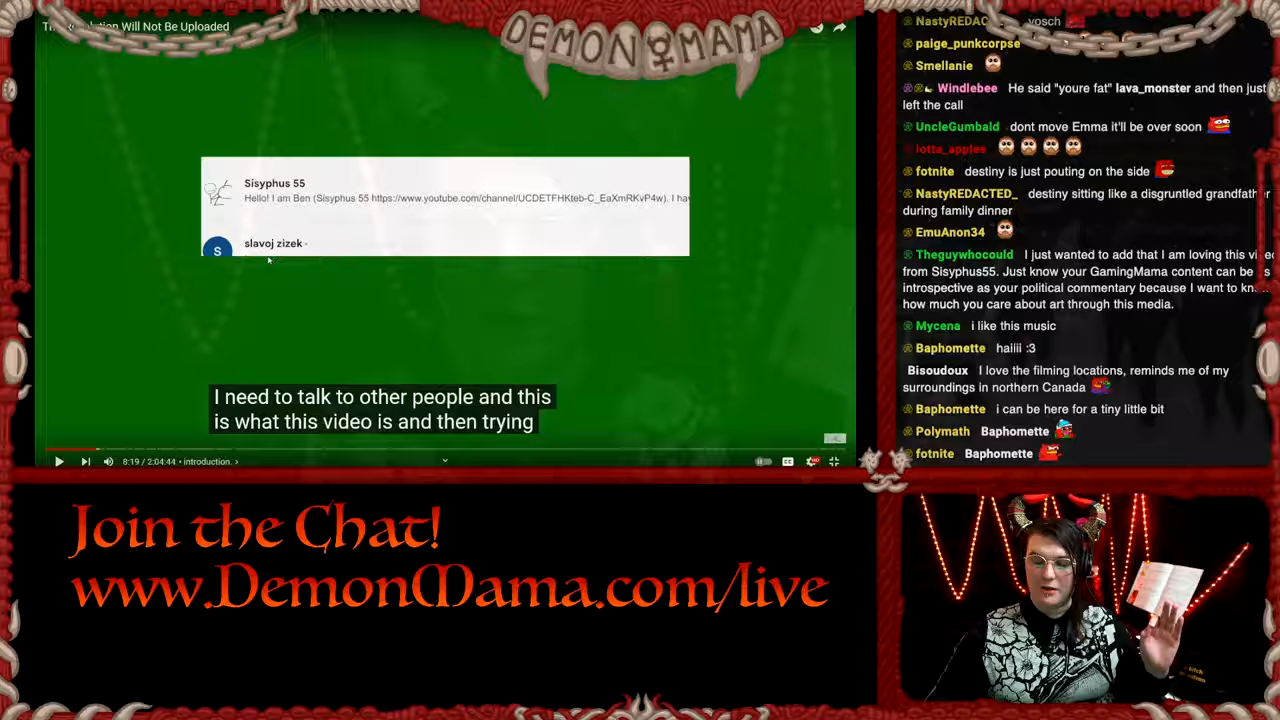 Will Not Be Uploaded
DEMON MAMA
Sisyphus 55
Hello! I am Ben (Sisyphus 55 https://www.youtube.com/channel/UCDETFHKteb-C_EaXmRKvP4w). I hav
S slavoj zizek -
I need to talk to other people and this
is what this video is and then trying
8:19 / 2:04:44 • introduction. >
Join the Chat!
www.DemonMama.com/live
NastyREDAC vosch
paige_punkcorpse
Smellanie
Windlebee He said "youre fat" lava_monster and then just
left the call
UncleGumbald dont move Emma it'll be over soon
lotta_apples
fotnite destiny is just pouting on the side
NastyREDACTED_ destiny sitting like a disgruntled grandfather
during family dinner
EmuAnon34
Theguywhocould I just wanted to add that I am loving this
from Sisyphus55. Just know your GamingMama content can be
introspective as your political commentary because I want to
how much you care about art through this media.
Mycena i like this music
Baphomette haiiii :3
Bisoudoux I love the filming locations, reminds me of my
surroundings in northern Canada
Baphomette i can be here for a tiny little bit
Polymath Baphomette
fotnite Baphomette